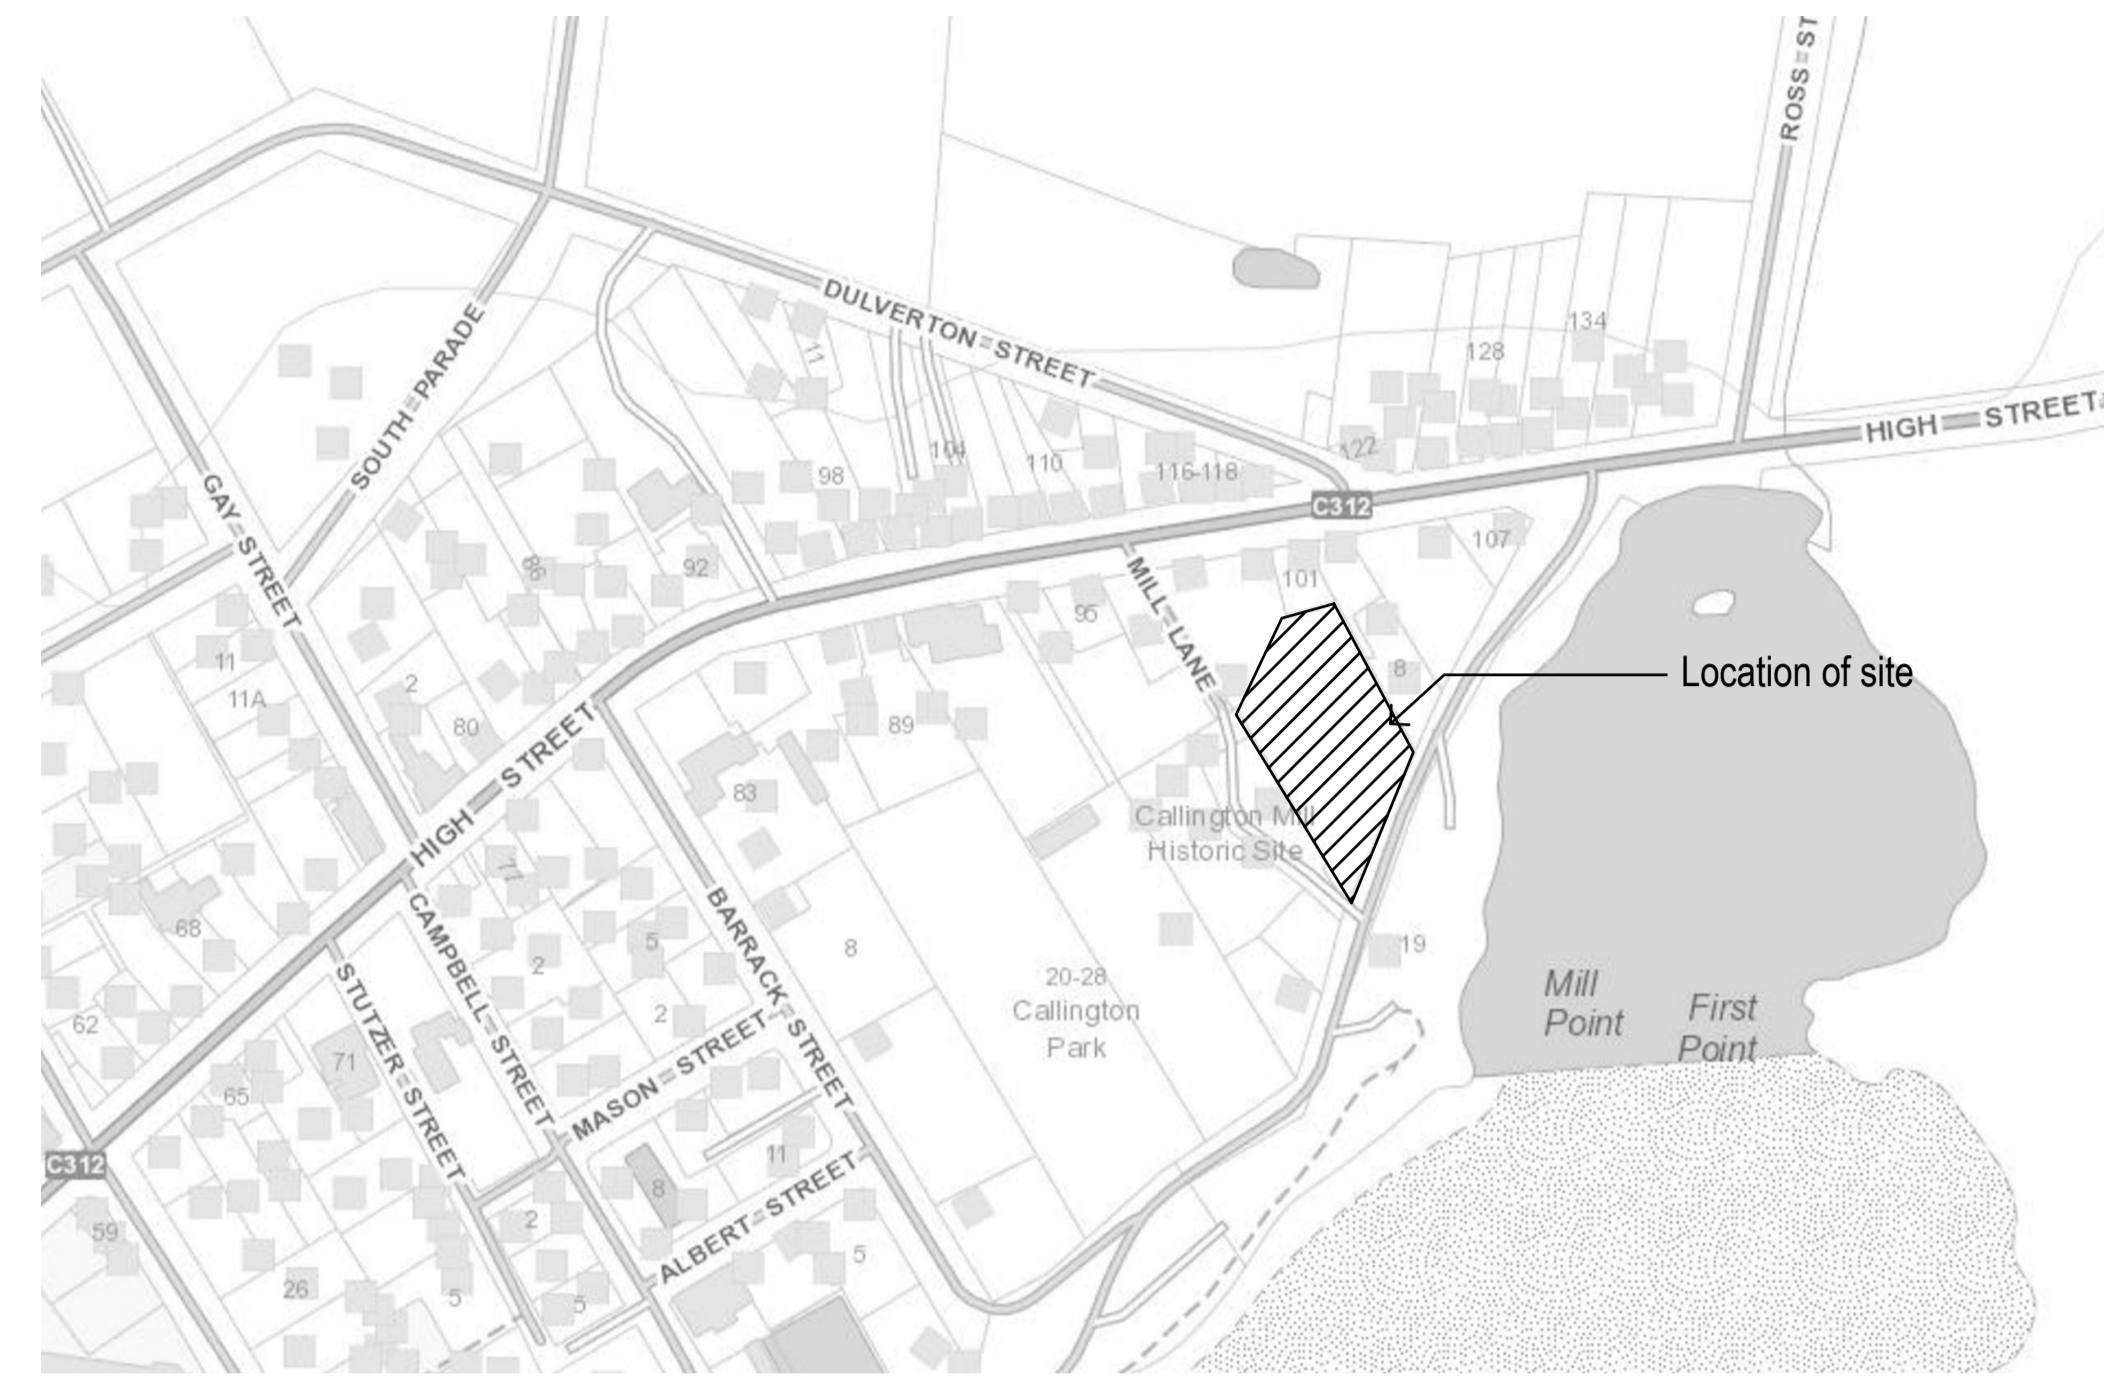 ROSS ST
DULVERTON STREET
SOUTH PARADE
GAY STREET
HIGH STREET
C312
134
128
122
11
104
98
110
116-118
107
101
86
92
95
MILL LANE
8
Location of site
11
11A
2
80
89
83
HIGH STREET
Callington Mill
Historic Site
77
68
CAMPBELL STREET
BARRACK STREET
5
2
8
19
20-28
Callington
Park
Mill
Point
First
Point
62
STUTZER STREET
71
2
MASON STREET
65
C312
11
8
ALBERT STREET
59
2
5
26
5
5